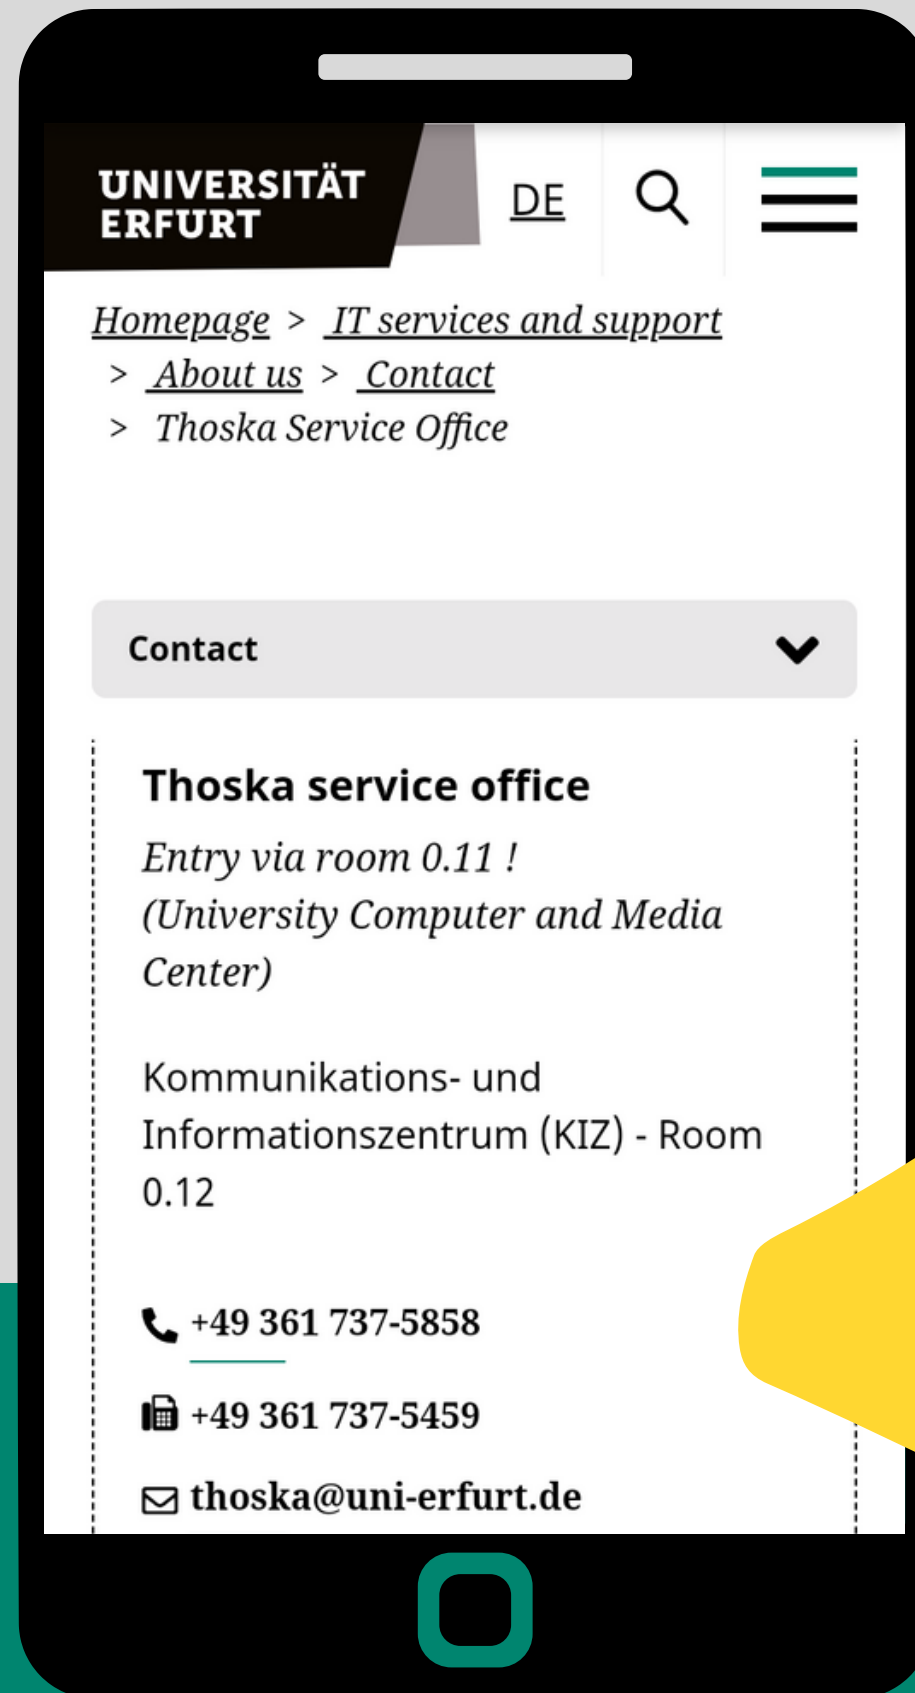 UNIVERSITÄT
ERFURT
DE
Homepage > IT services and support
> About us > Contact
> Thoska Service Office
Contact
Thoska service office
Entry via room 0.11 !
(University Computer and Media
Center)
Kommunikations- und
Informationszentrum (KIZ) - Room
0.12
+49 361 737-5858
+49 361 737-5459
thoska@uni-erfurt.de